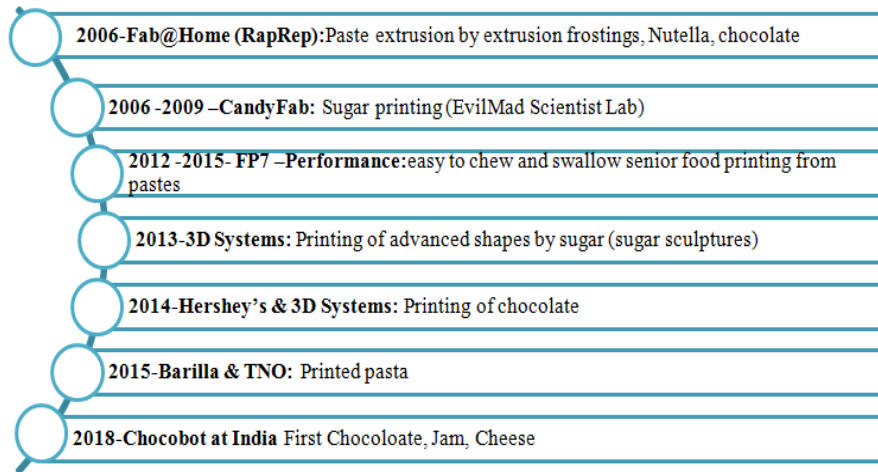 2006-Fab@Home (RapRep):Paste extrusion by extrusion frostings, Nutella, chocolate
2006 -2009 –CandyFab: Sugar printing (EvilMad Scientist Lab)
2012 -2015- FP7 –Performance:easy to chew and swallow senior food printing from
pastes
2013-3D Systems: Printing of advanced shapes by sugar (sugar sculptures)
2014-Hershey’s & 3D Systems: Printing of chocolate
2015-Barilla & TNO: Printed pasta
2018-Chocobot at India First Chocoloate, Jam, Cheese